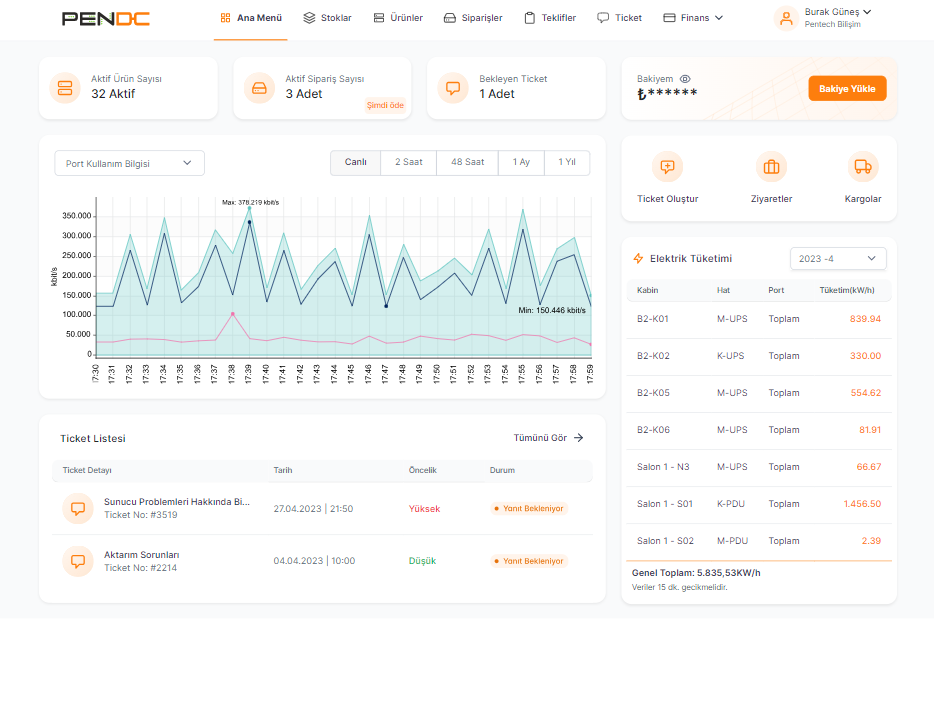 PENDC
Ana Menü
Stoklar
Ürünler
Siparişler
Teklifler
Ticket
Finans
Burak Güneş
Pentech Bilişim
Aktif Ürün Sayısı
32 Aktif
Aktif Sipariş Sayısı
3 Adet
Şimdi öde
Bekleyen Ticket
1 Adet
Bakiyem
₺******
Bakiye Yükle
Port Kullanım Bilgisi
Canlı
2 Saat
48 Saat
1 Ay
1 Yıl
Max: 378.219 kbit/s
kbit/s
350.000
300.000
250.000
200.000
150.000
100.000
50.000
0
Min: 150.446 kbit/s
17:30
17:31
17:32
17:33
17:34
17:35
17:36
17:37
17:38
17:39
17:40
17:41
17:42
17:43
17:44
17:45
17:46
17:47
17:48
17:49
17:50
17:51
17:52
17:53
17:54
17:55
17:56
17:57
17:58
17:59
Ticket Oluştur
Ziyaretler
Kargolar
Elektrik Tüketimi
2023 -4
Kabin Hat Port Tüketim(kW/h)
B2-K01 M-UPS Toplam 839.94
B2-K02 K-UPS Toplam 330.00
B2-K05 M-UPS Toplam 554.62
B2-K06 M-UPS Toplam 81.91
Salon 1 - N3 M-UPS Toplam 66.67
Salon 1 - S01 K-PDU Toplam 1.456.50
Salon 1 - S02 M-PDU Toplam 2.39
Genel Toplam: 5.835,53KW/h
Veriler 15 dk. gecikmelidir.
Ticket Listesi
Tümünü Gör
Ticket Detayı Tarih Öncelik Durum
Sunucu Problemleri Hakkında Bi...
Ticket No: #3519
27.04.2023 | 21:50
Yüksek
Yanıt Bekleniyor
Aktarım Sorunları
Ticket No: #2214
04.04.2023 | 10:00
Düşük
Yanıt Bekleniyor